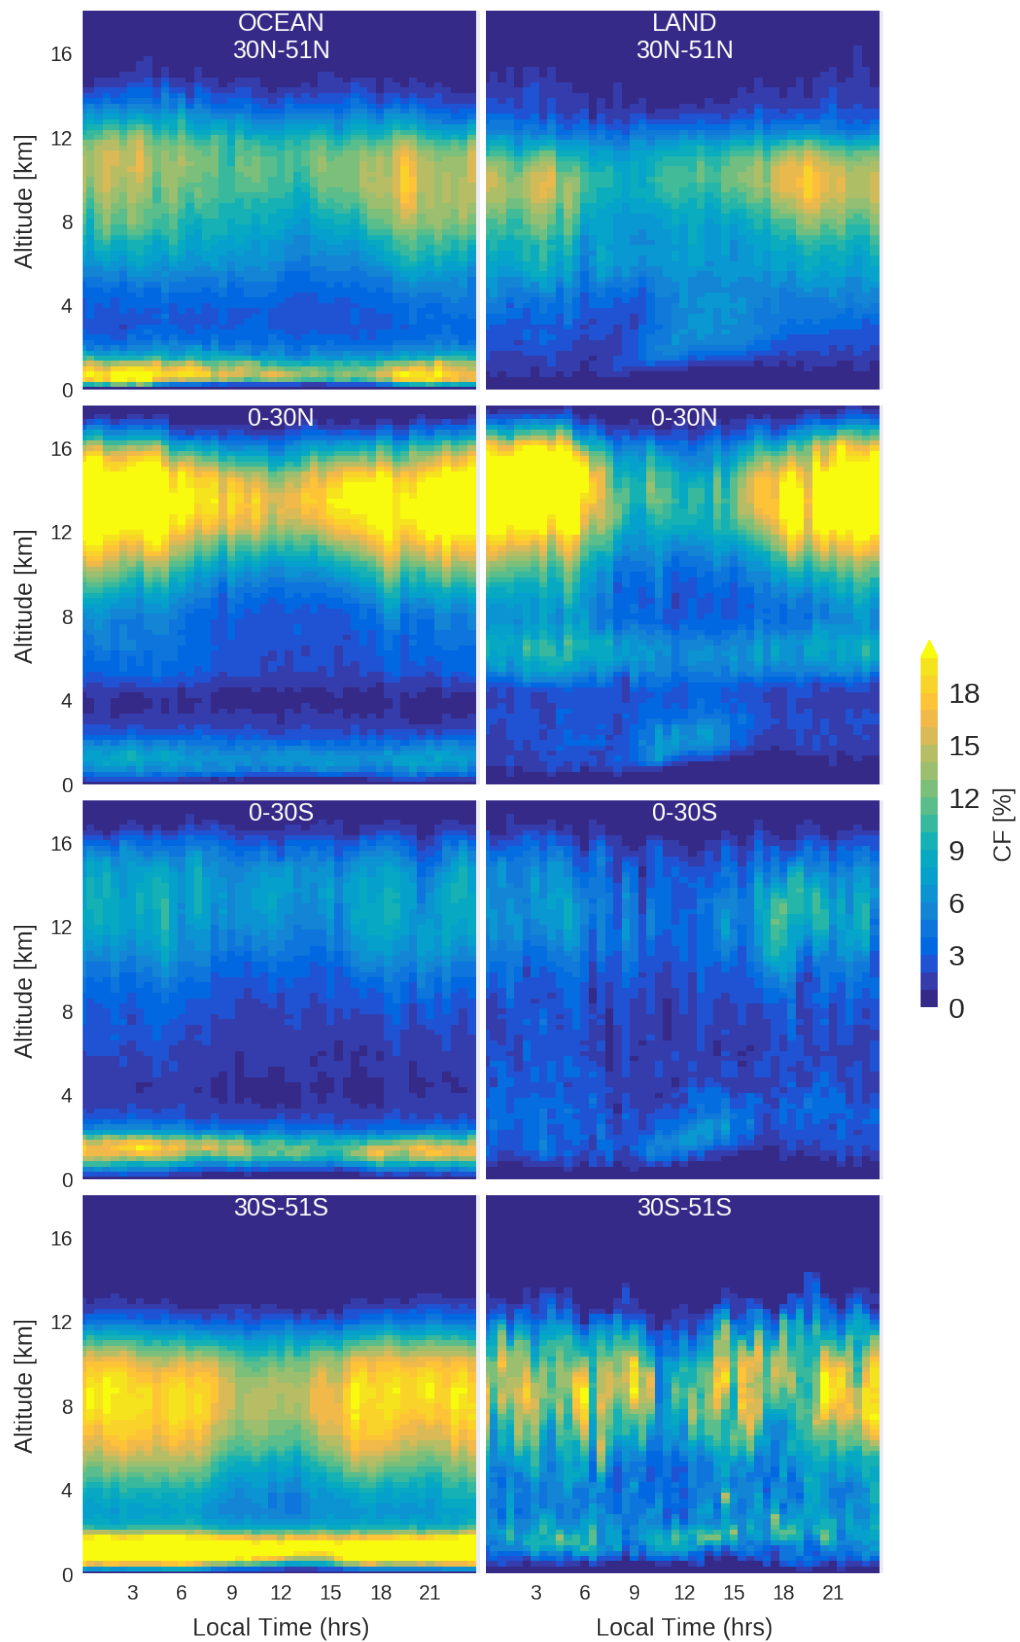 OCEAN
30N-51N
LAND
30N-51N
16
12
8
4
0
Altitude [km]
0-30N
0-30N
16
12
8
4
0
Altitude [km]
0-30S
0-30S
16
12
8
4
0
Altitude [km]
30S-51S
30S-51S
16
12
8
4
0
Altitude [km]
3 6 9 12 15 18 21
3 6 9 12 15 18 21
Local Time (hrs)
Local Time (hrs)
18
15
12
9
6
3
0
CF [%]